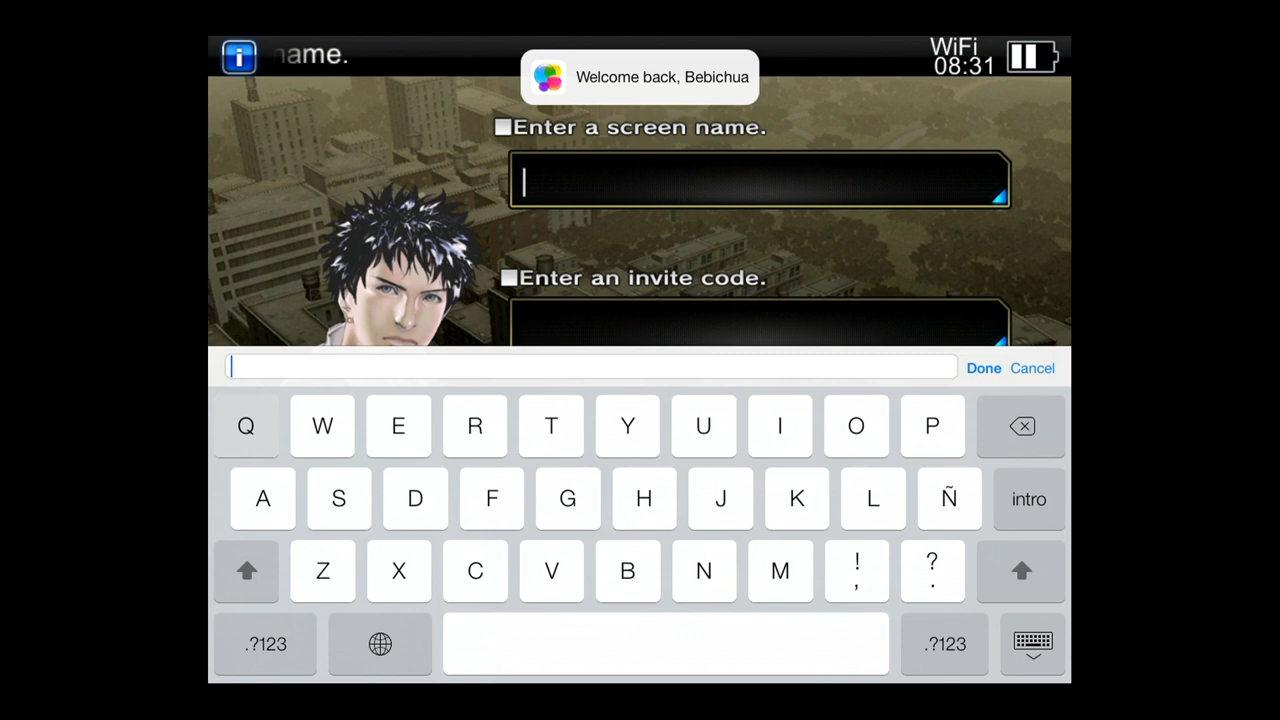 name.
WiFi
08:31
Welcome back, Bebichua
Enter a screen name.
Enter an invite code.
Done Cancel
Q W E R T Y U I O P
A S D F G H J K L Ñ intro
Z X C V B N M ! , ? .
.?123 .?123